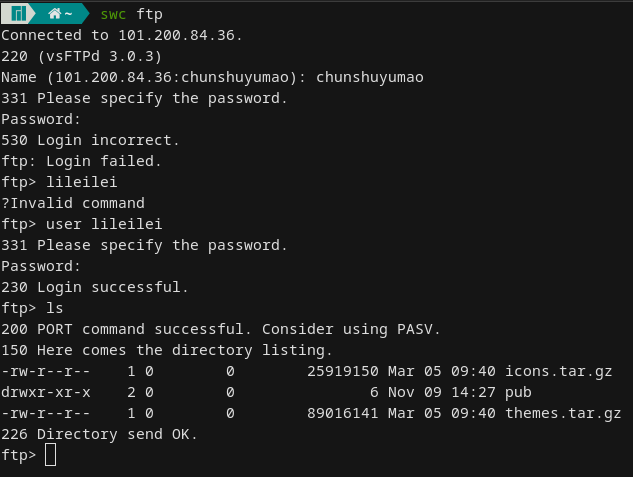 ~ swc ftp
Connected to 101.200.84.36.
220 (vsFTPd 3.0.3)
Name (101.200.84.36:chunshuyumao): chunshuyumao
331 Please specify the password.
Password:
530 Login incorrect.
ftp: Login failed.
ftp> lileilei
?Invalid command
ftp> user lileilei
331 Please specify the password.
Password:
230 Login successful.
ftp> ls
200 PORT command successful. Consider using PASV.
150 Here comes the directory listing.
-rw-r--r--    1 0        0        25919150 Mar 05 09:40 icons.tar.gz
drwxr-xr-x    2 0        0               6 Nov 09 14:27 pub
-rw-r--r--    1 0        0        89016141 Mar 05 09:40 themes.tar.gz
226 Directory send OK.
ftp>